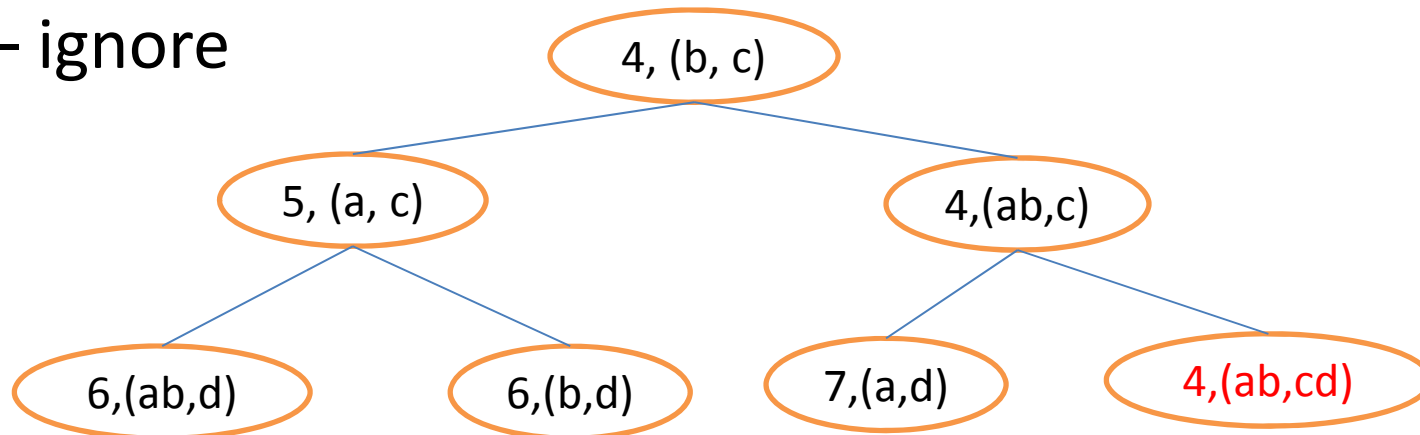 – ignore
4, (b, c)
5, (a, c)
4,(ab,c)
6,(ab,d)
6,(b,d)
7,(a,d)
4,(ab,cd)